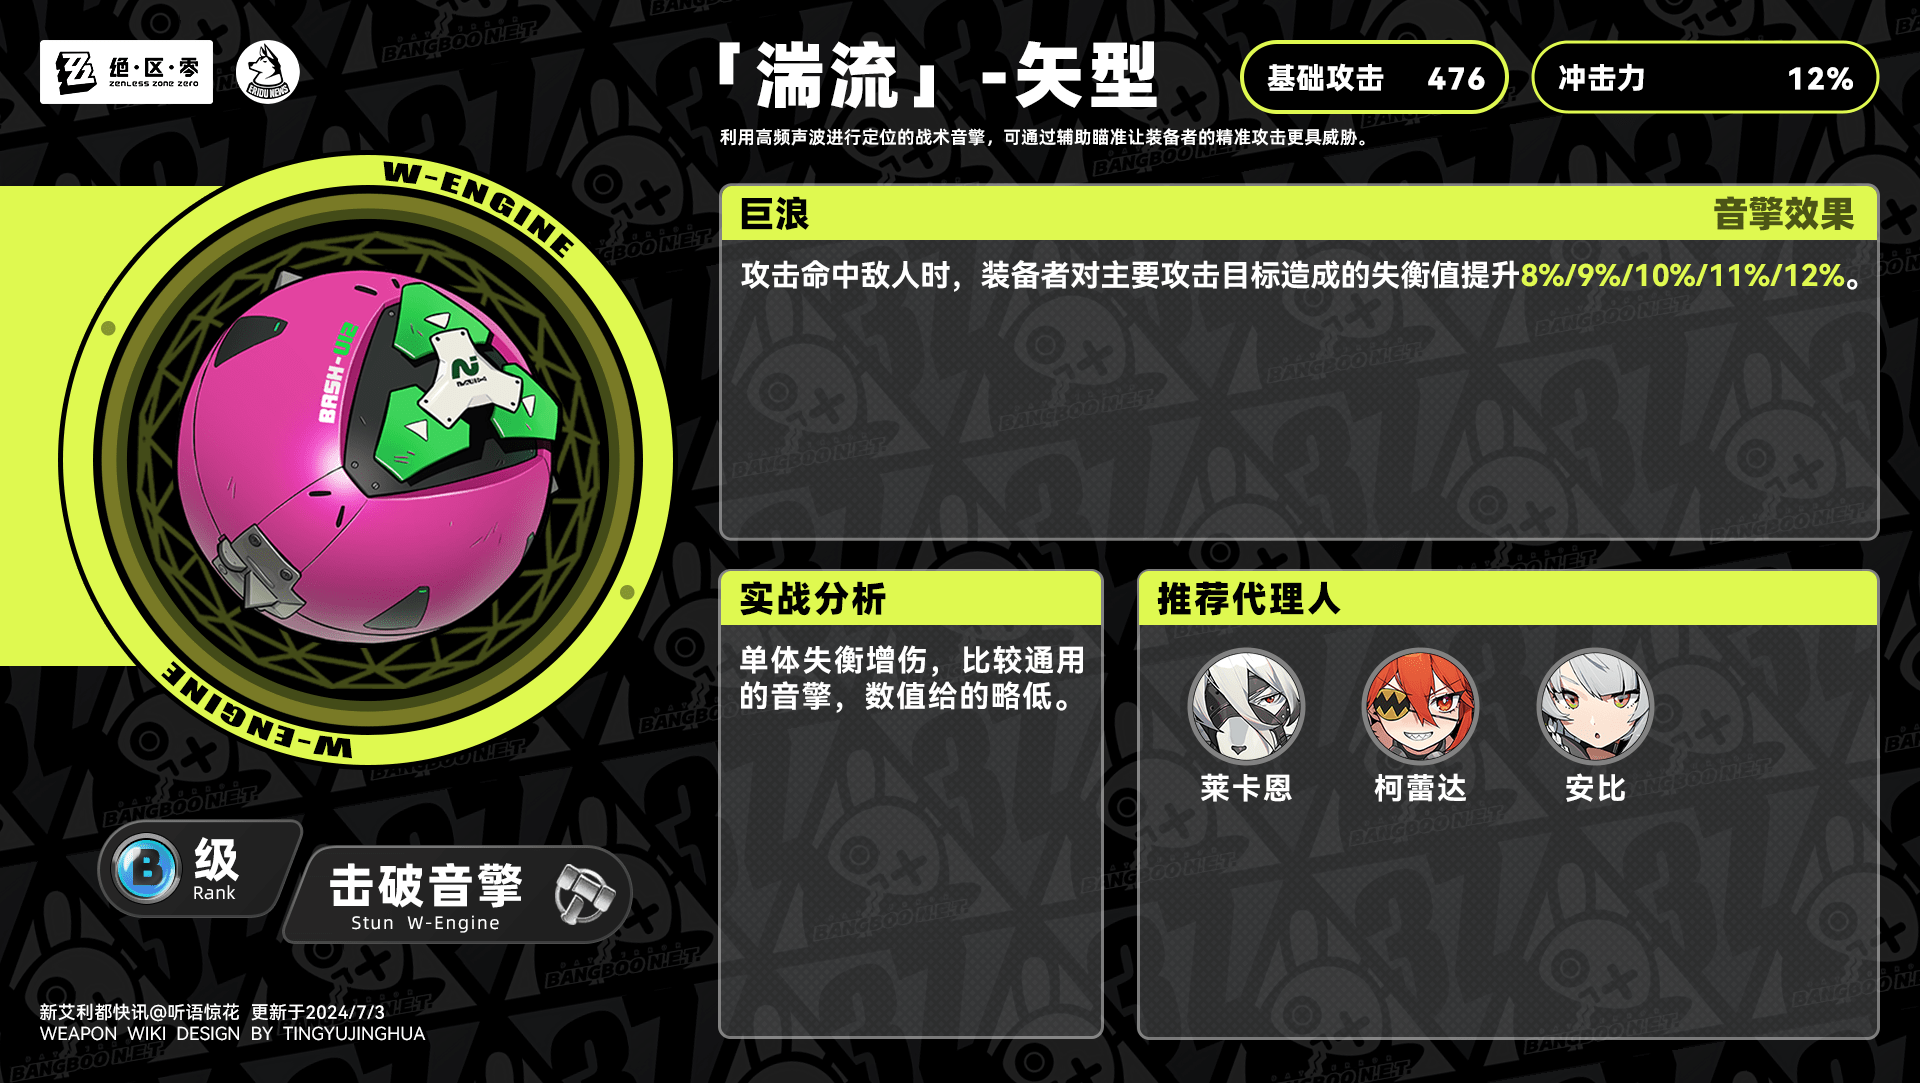 绝·区·零
ZENLESS ZONE ZERO
ERIDU NEWS
「湍流」-矢型
基础攻击 476
冲击力 12%
利用高频声波进行定位的战术音擎，可通过辅助瞄准让装备者的精准攻击更具威胁。
W-ENGINE
BASH-U12
W-ENGINE
巨浪 音擎效果
攻击命中敌人时，装备者对主要攻击目标造成的失衡值提升8%/9%/10%/11%/12%。
实战分析
单体失衡增伤，比较通用
的音擎，数值给的略低。
推荐代理人
莱卡恩 柯蕾达 安比
B 级
Rank
击破音擎
Stun W-Engine
新艾利都快讯@听语惊花 更新于2024/7/3
WEAPON WIKI DESIGN BY TINGYUJINGHUA
BANGBOO N.E.T.